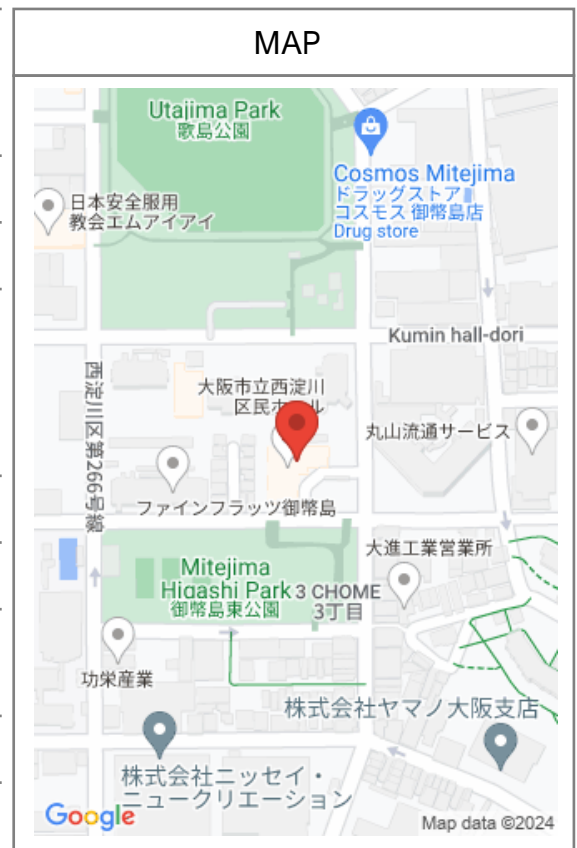 MAP
Utajima Park
歌島公園
Cosmos Mitejima
ドラッグストア
コスモス 御幣島店
Drug store
日本安全服用
教会エムアイアイ
Kumin hall-dori
西淀川区第266号線
大阪市立西淀川
区民ホール
丸山流通サービス
ファインフラッツ御幣島
大進工業営業所
Mitejima
Higashi Park
御幣島東公園
3 CHOME
3丁目
功栄産業
株式会社ヤマノ大阪支店
株式会社ニッセイ・
ニュークリエーション
Google
Map data ©2024